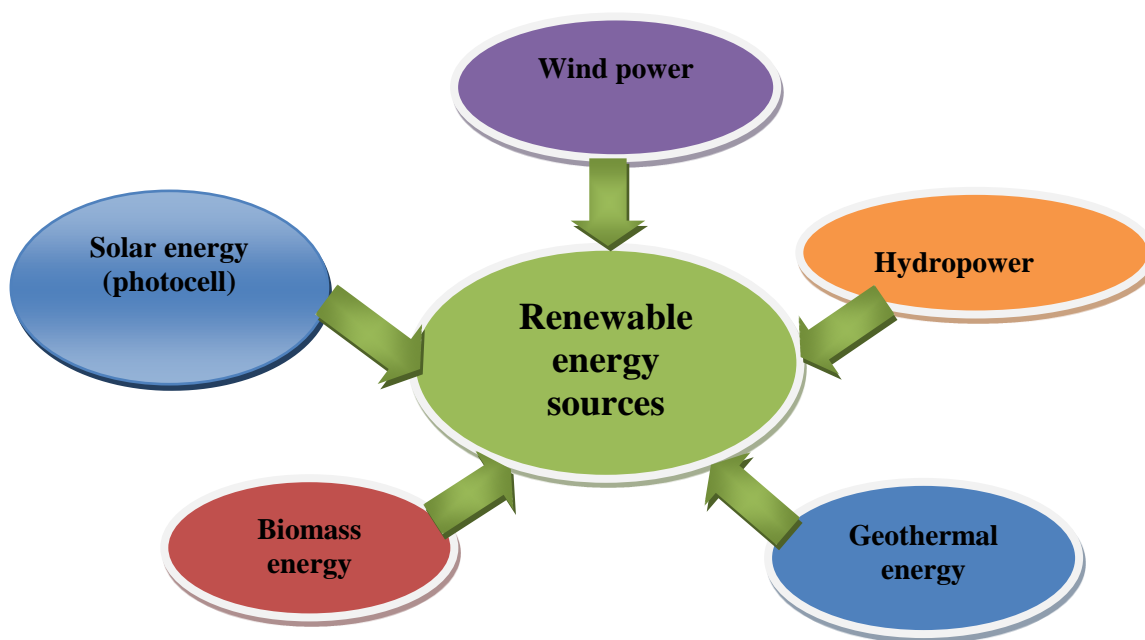 Wind power
Solar energy
(photocell)
Hydropower
Renewable
energy
sources
Biomass
energy
Geothermal
energy